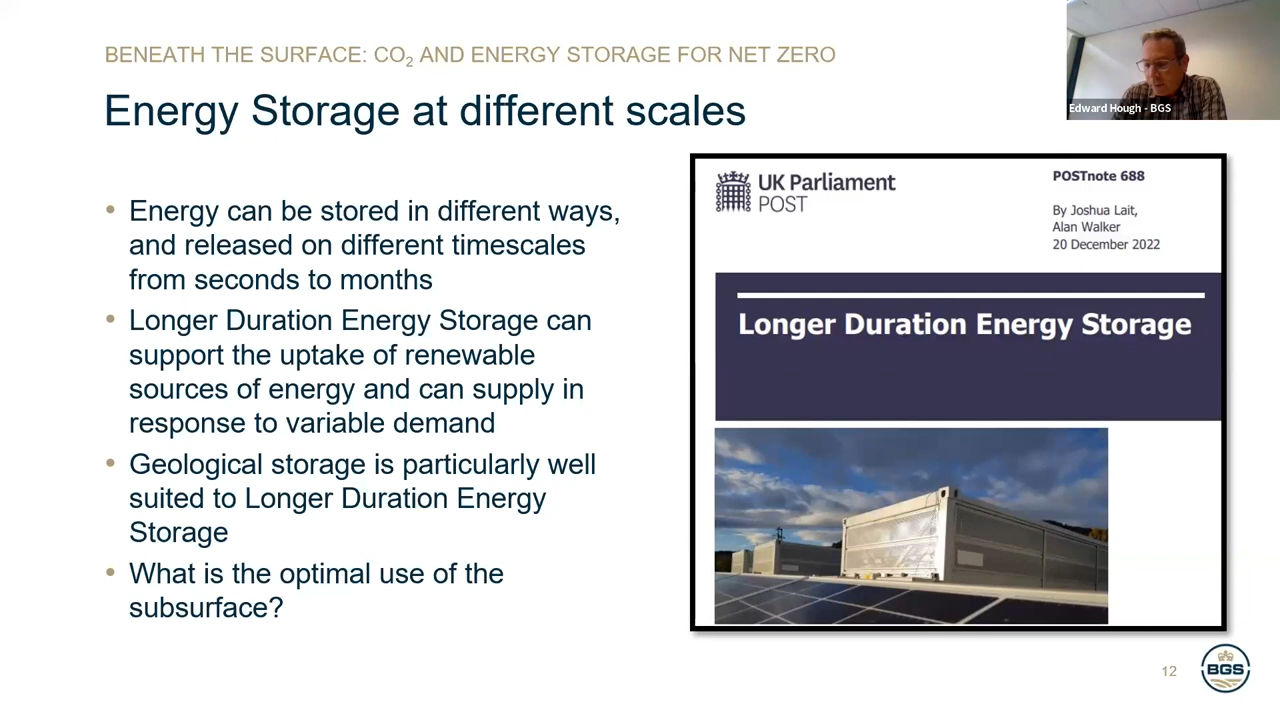 BENEATH THE SURFACE: CO₂ AND ENERGY STORAGE FOR NET ZERO
Energy Storage at different scales
Edward Hough - BGS
• Energy can be stored in different ways,
and released on different timescales
from seconds to months
• Longer Duration Energy Storage can
support the uptake of renewable
sources of energy and can supply in
response to variable demand
• Geological storage is particularly well
suited to Longer Duration Energy
Storage
• What is the optimal use of the
subsurface?
UK Parliament
POST
POSTnote 688
By Joshua Lait,
Alan Walker
20 December 2022
Longer Duration Energy Storage
12
BGS